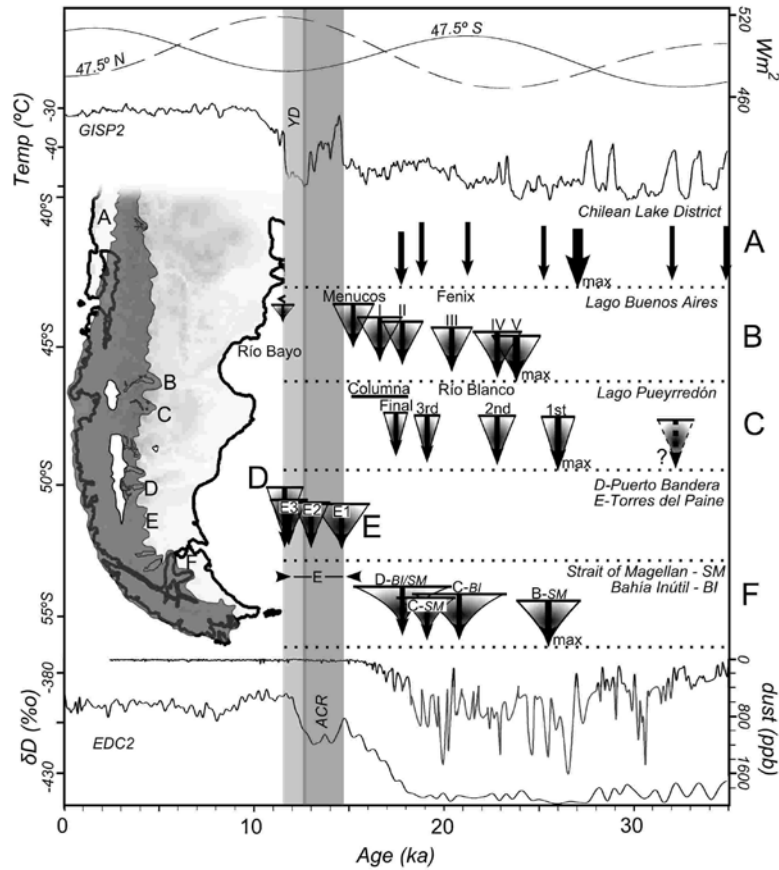 520
47.5º S
47.5º N
Wm²
460
-30
GISP2
YD
Temp (ºC)
-40
40ºS
A
Chilean Lake District
A
max
Menucos
Fenix
Lago Buenos Aires
I
II
III
IV
V
Río Bayo
max
B
45ºS
B
C
Columna
Río Blanco
Lago Pueyrredón
Final
3rd
2nd
1st
C
?
max
50ºS
D
E
D
E3
E2
E1
E
D-Puerto Bandera
E-Torres del Paine
F
E
Strait of Magellan - SM
Bahía Inútil - BI
D-BI/SM
C-BI
C-SM
B-SM
max
F
55ºS
-380
0
δD (%o)
ACR
800
dust (ppb)
EDC2
-430
1600
0
10
20
30
Age (ka)